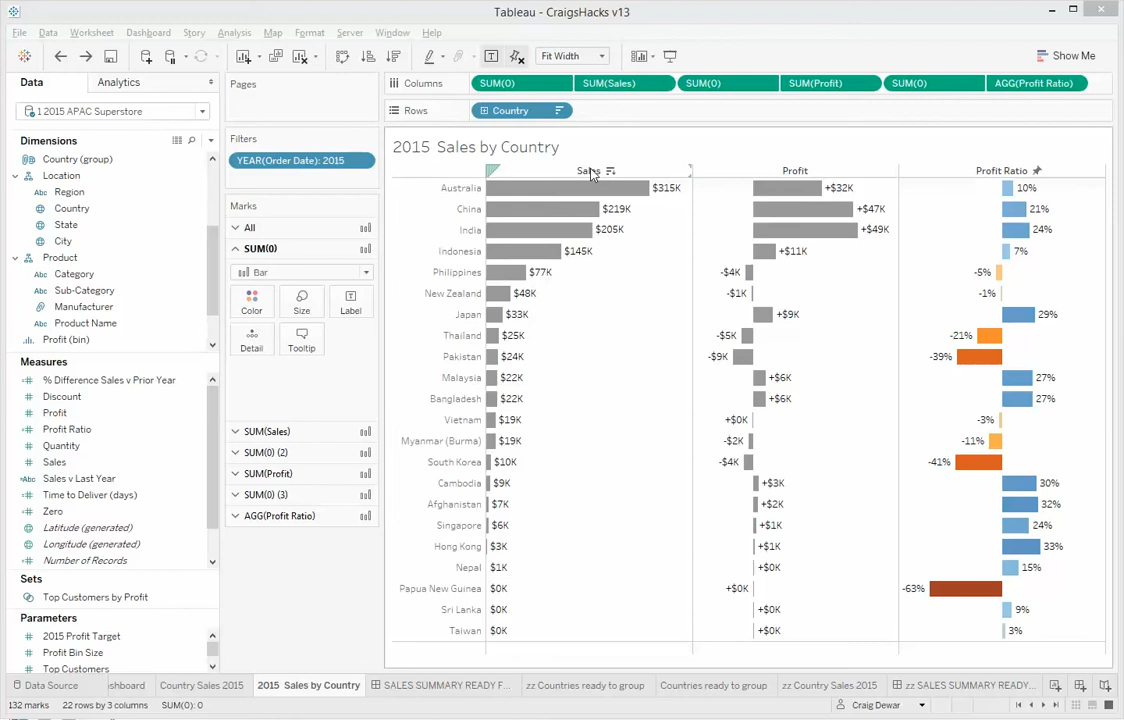 Tableau - CraigsHacks v13
File Data Worksheet Dashboard Story Analysis Map Format Server Window Help
Fit Width
Show Me
Data Analytics
1 2015 APAC Superstore
Dimensions
Country (group)
Location
Abc Region
Country
State
City
Product
Abc Category
Abc Sub-Category
Manufacturer
Abc Product Name
Profit (bin)
Measures
% Difference Sales v Prior Year
Discount
Profit
Profit Ratio
Quantity
Sales
Abc Sales v Last Year
Time to Deliver (days)
Zero
Latitude (generated)
Longitude (generated)
Number of Records
Sets
Top Customers by Profit
Parameters
2015 Profit Target
Profit Bin Size
Top Customers
Pages
Filters
YEAR(Order Date): 2015
Marks
All
SUM(0)
Bar
Color Size Label
Detail Tooltip
SUM(Sales)
SUM(0) (2)
SUM(Profit)
SUM(0) (3)
AGG(Profit Ratio)
Columns SUM(0) SUM(Sales) SUM(0) SUM(Profit) SUM(0) AGG(Profit Ratio)
Rows Country
2015 Sales by Country
Sales Profit Profit Ratio
Australia $315K +$32K 10%
China $219K +$47K 21%
India $205K +$49K 24%
Indonesia $145K +$11K 7%
Philippines $77K -$4K -5%
New Zealand $48K -$1K -1%
Japan $33K +$9K 29%
Thailand $25K -$5K -21%
Pakistan $24K -$9K -39%
Malaysia $22K +$6K 27%
Bangladesh $22K +$6K 27%
Vietnam $19K +$0K -3%
Myanmar (Burma) $19K -$2K -11%
South Korea $10K -$4K -41%
Cambodia $9K +$3K 30%
Afghanistan $7K +$2K 32%
Singapore $6K +$1K 24%
Hong Kong $3K +$1K 33%
Nepal $1K +$0K 15%
Papua New Guinea $0K +$0K -63%
Sri Lanka $0K +$0K 9%
Taiwan $0K +$0K 3%
Data Source shboard Country Sales 2015 2015 Sales by Country SALES SUMMARY READY F... zz Countries ready to group Countries ready to group zz Country Sales 2015 zz SALES SUMMARY READY...
132 marks 22 rows by 3 columns SUM(0): 0 Craig Dewar